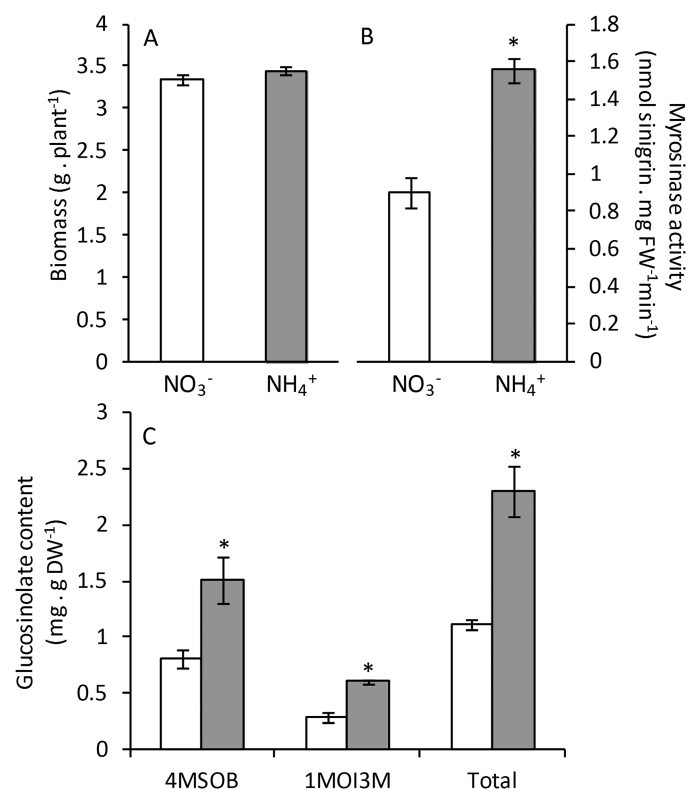 A
Biomass (g . plant⁻¹)
4
3.5
3
2.5
2
1.5
1
0.5
0
NO₃⁻ NH₄⁺
B
*
1.8
1.6
1.4
1.2
1
0.8
0.6
0.4
0.2
0
Myrosinase activity
(nmol sinigrin . mg FW⁻¹min⁻¹)
NO₃⁻ NH₄⁺
C
Glucosinolate content
(mg . g DW⁻¹)
3
2.5
2
1.5
1
0.5
0
*
*
*
4MSOB 1MOI3M Total